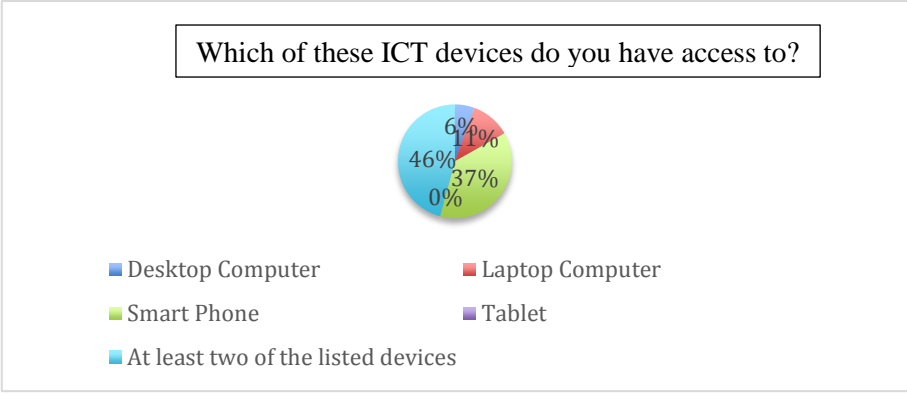 Which of these ICT devices do you have access to?
6%
11%
46%
37%
0%
Desktop Computer
Laptop Computer
Smart Phone
Tablet
At least two of the listed devices